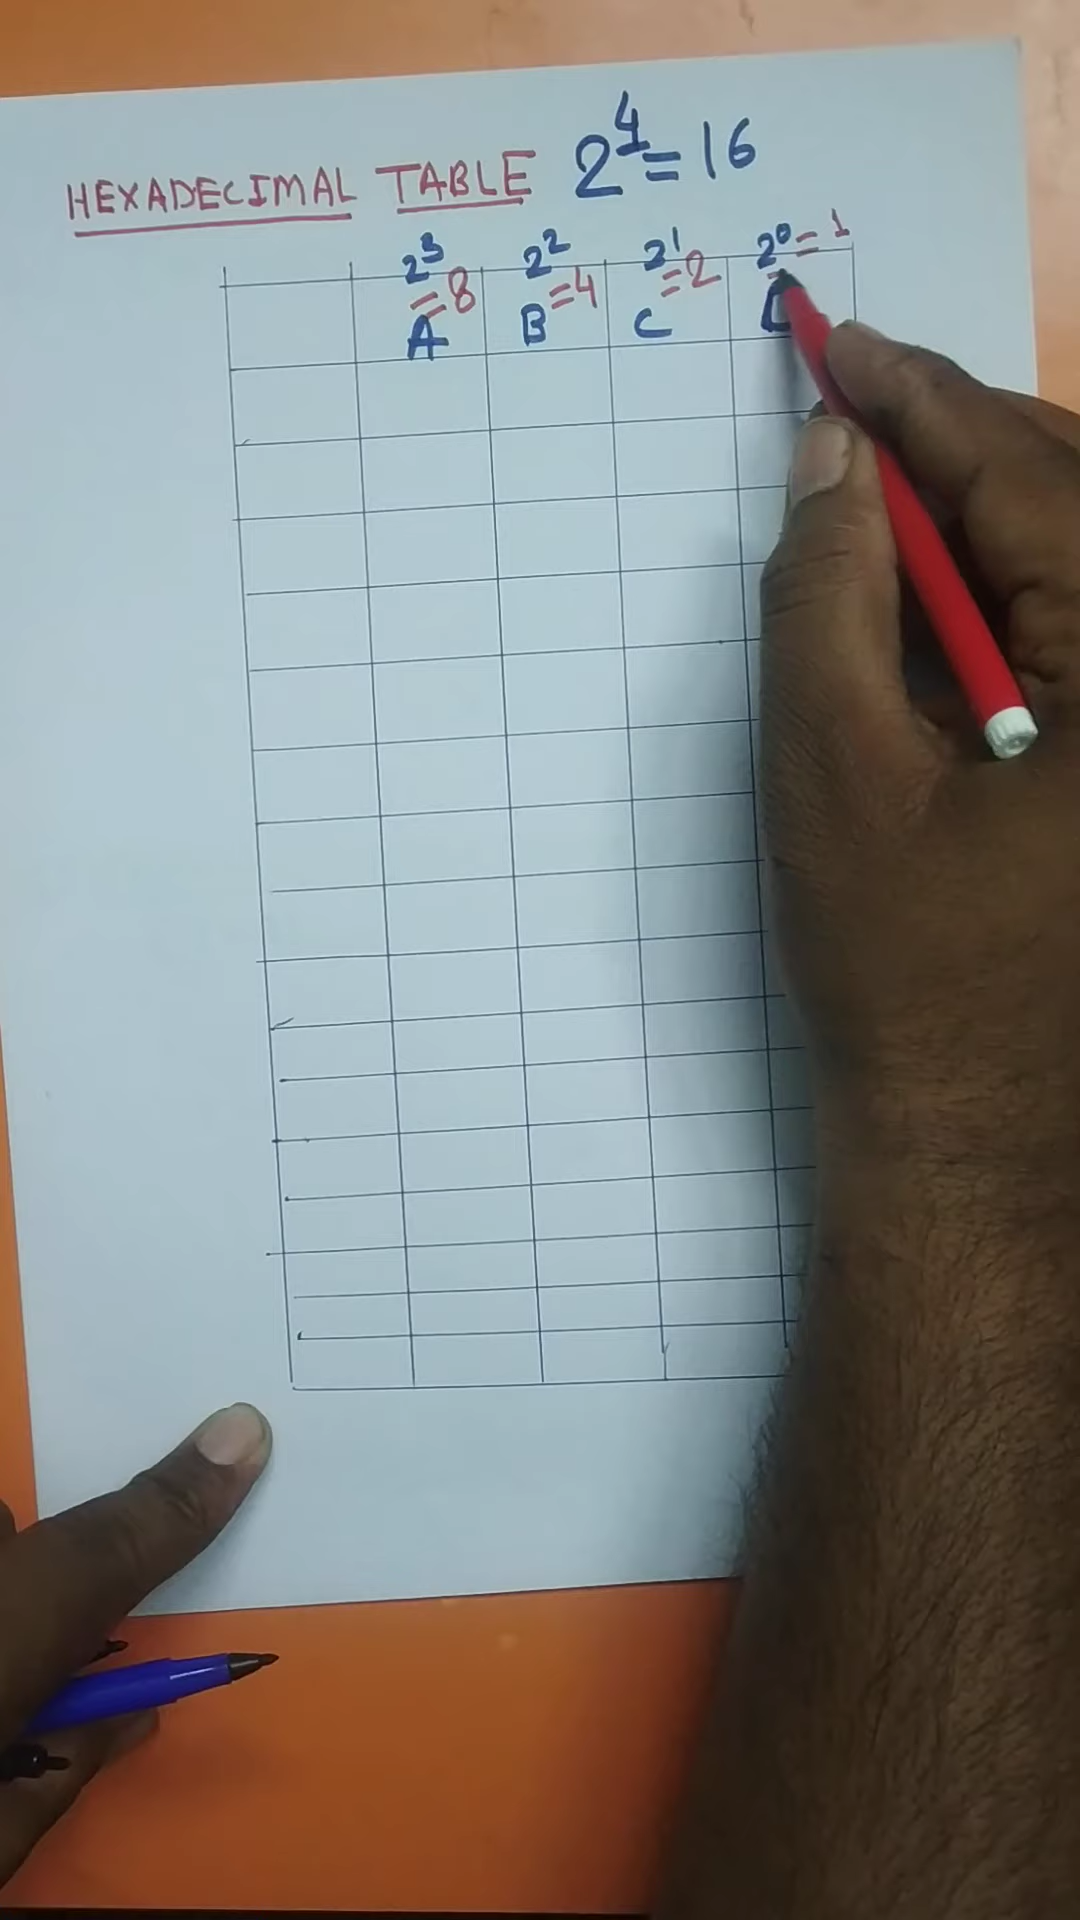 HEXADECIMAL TABLE 2⁴=16
2³ 2² 2¹ 2⁰=1
=8 =4 =2
A B C